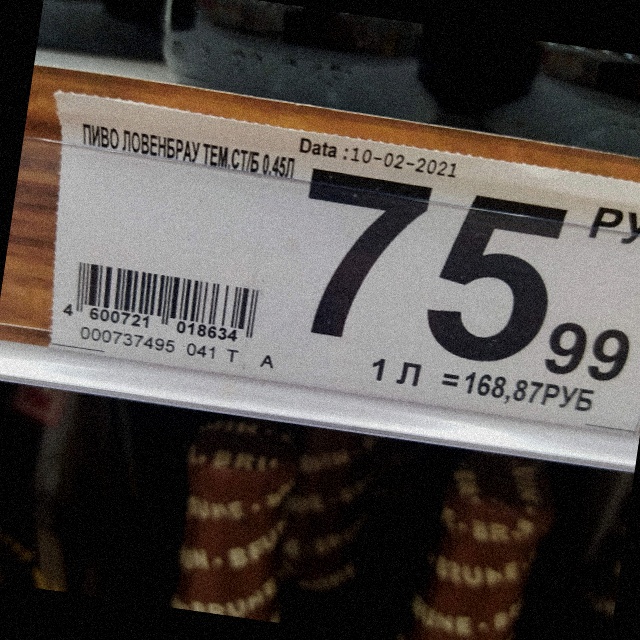 ПИВО ЛОВЕНБРАУ ТЕМ.СТ/Б 0,45Л
Data :10-02-2021
75 99
РУ
4 600721 018634
000737495 041 Т А
1 Л =168,87РУБ